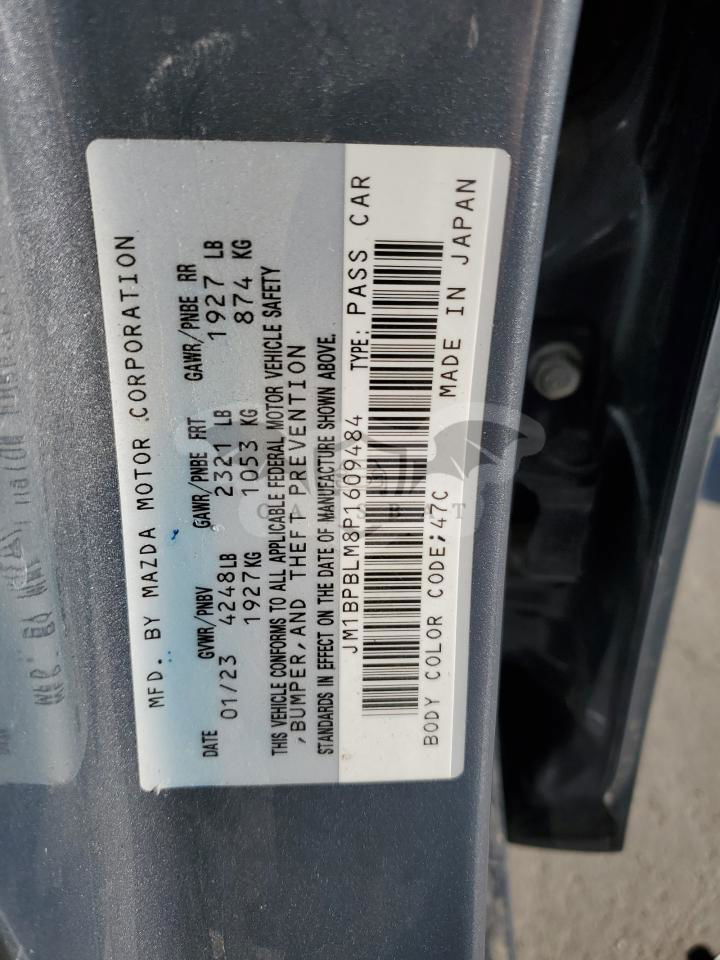 MFD. BY MAZDA MOTOR CORPORATION
DATE GVWR/PNBV GAWR/PNBE FRT GAWR/PNBE RR
01/23 4248LB 2321 LB 1927 LB
1927KG 1053 KG 874 KG
THIS VEHICLE CONFORMS TO ALL APPLICABLE FEDERAL MOTOR VEHICLE SAFETY
,BUMPER,AND THEFT PREVENTION
STANDARDS IN EFFECT ON THE DATE OF MANUFACTURE SHOWN ABOVE.
JM1BPBLM8P1609484 TYPE: PASS CAR
BODY COLOR CODE;47C MADE IN JAPAN